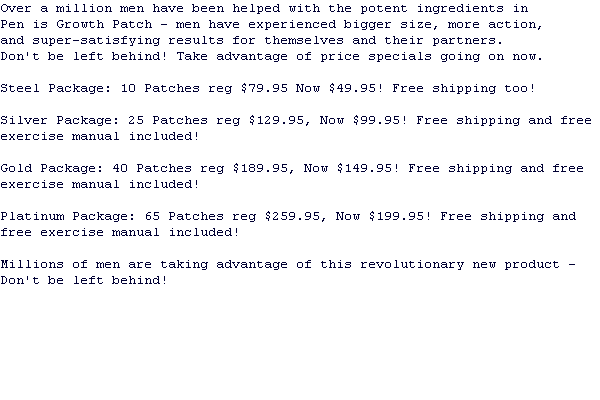 Over a million men have been helped with the potent ingredients in
Pen is Growth Patch - men have experienced bigger size, more action,
and super-satisfying results for themselves and their partners.
Don't be left behind! Take advantage of price specials going on now.
Steel Package: 10 Patches reg $79.95 Now $49.95! Free shipping too!
Silver Package: 25 Patches reg $129.95, Now $99.95! Free shipping and free
exercise manual included!
Gold Package: 40 Patches reg $189.95, Now $149.95! Free shipping and free
exercise manual included!
Platinum Package: 65 Patches reg $259.95, Now $199.95! Free shipping and
free exercise manual included!
Millions of men are taking advantage of this revolutionary new product -
Don't be left behind!